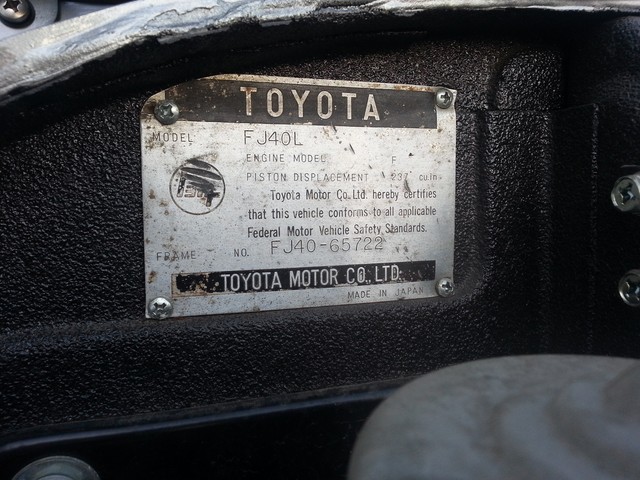 TOYOTA
MODEL FJ40L
ENGINE MODEL F
PISTON DISPLACEMENT 237 cu.in.
Toyota Motor Co.,Ltd. hereby certifies
that this vehicle conforms to all applicable
Federal Motor Vehicle Safety Standards.
FRAME NO. FJ40-65722
TOYOTA MOTOR CO.,LTD.
MADE IN JAPAN